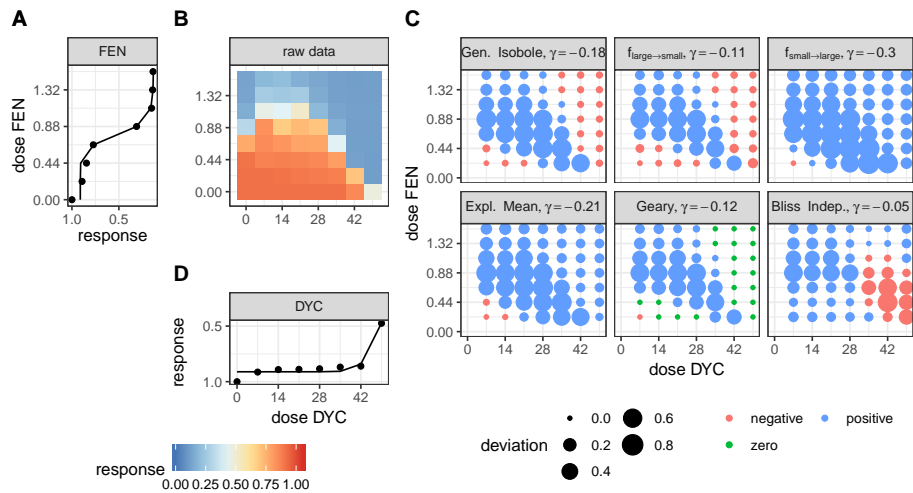 A
FEN
dose FEN
1.32
0.88
0.44
0.00
1.0 0.5
response
B
raw data
1.32
0.88
0.44
0.00
0 14 28 42
C
Gen. Isobole, γ=−0.18
f large→small, γ=−0.11
f small→large, γ=−0.3
1.32
0.88
0.44
0.00
dose FEN
Expl. Mean, γ=−0.21
Geary, γ=−0.12
Bliss Indep., γ=−0.05
1.32
0.88
0.44
0.00
0 14 28 42 0 14 28 42 0 14 28 42
dose DYC
D
DYC
response
0.5
1.0
0 14 28 42
dose DYC
response
0.00 0.25 0.50 0.75 1.00
deviation
0.0
0.2
0.4
0.6
0.8
negative
zero
positive